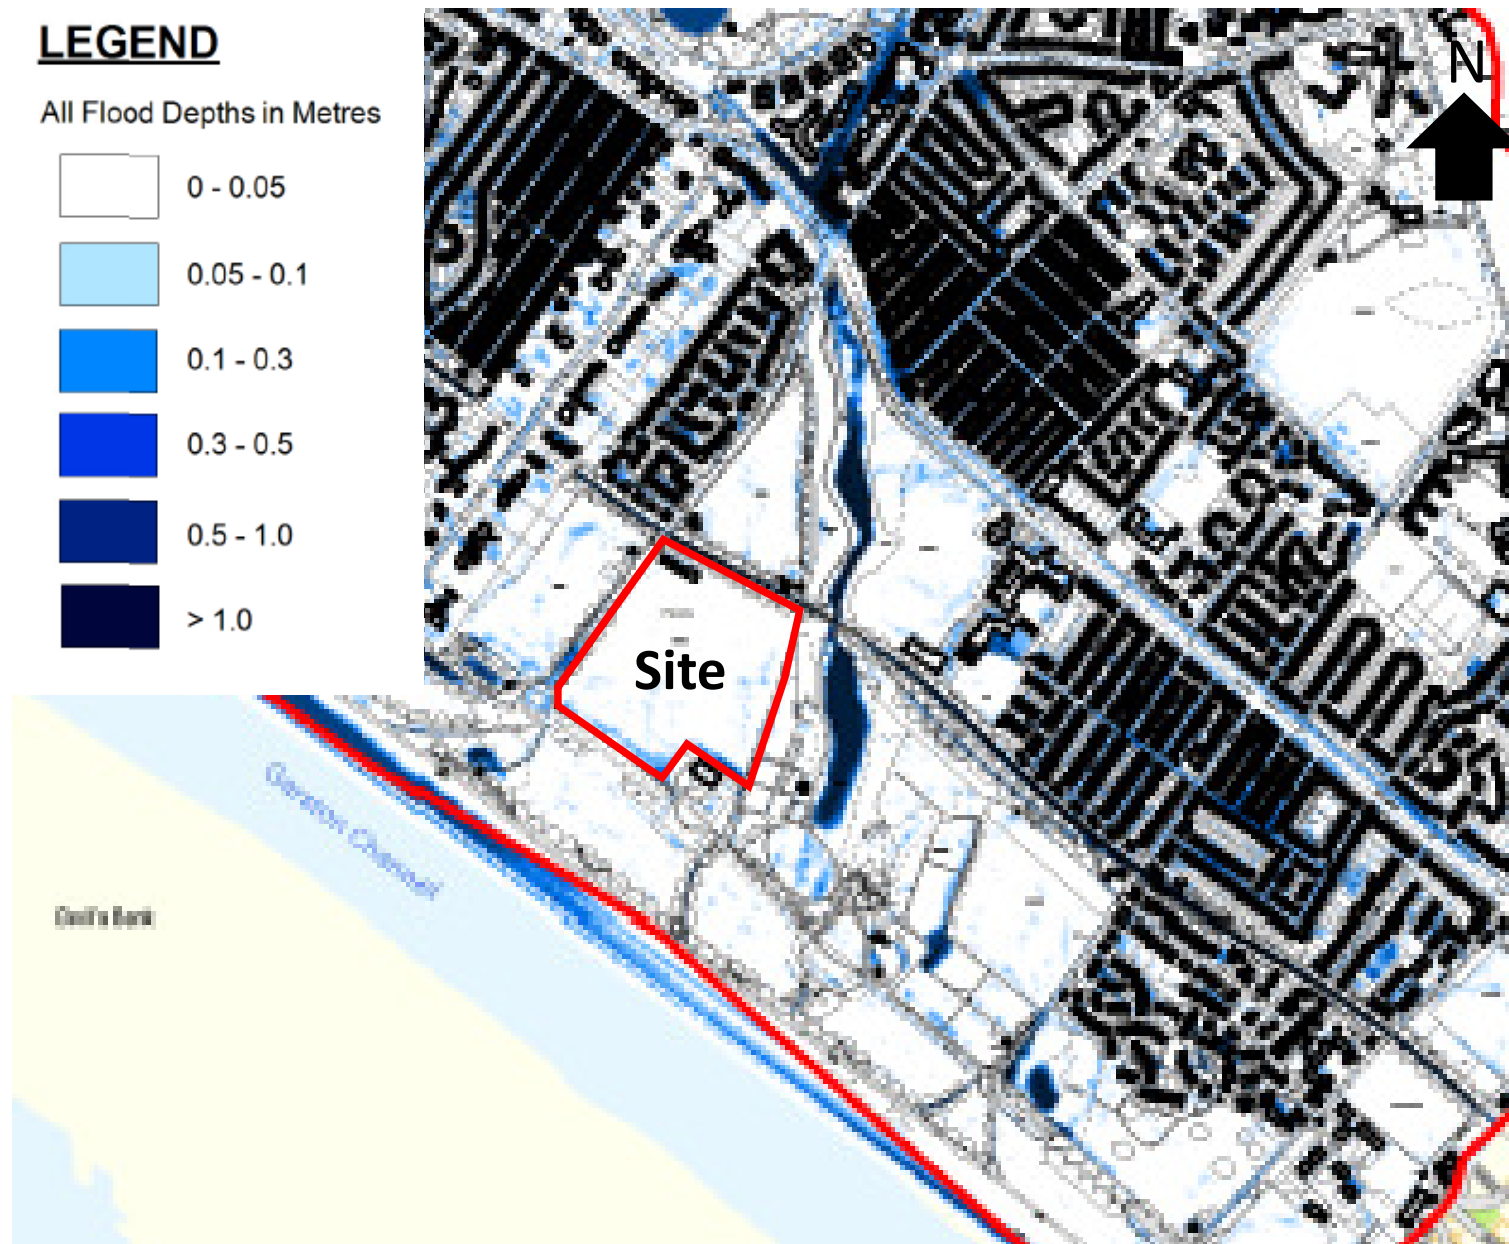 LEGEND
All Flood Depths in Metres
0 - 0.05
0.05 - 0.1
0.1 - 0.3
0.3 - 0.5
0.5 - 1.0
> 1.0
N
Site
Garston Channel
Bank